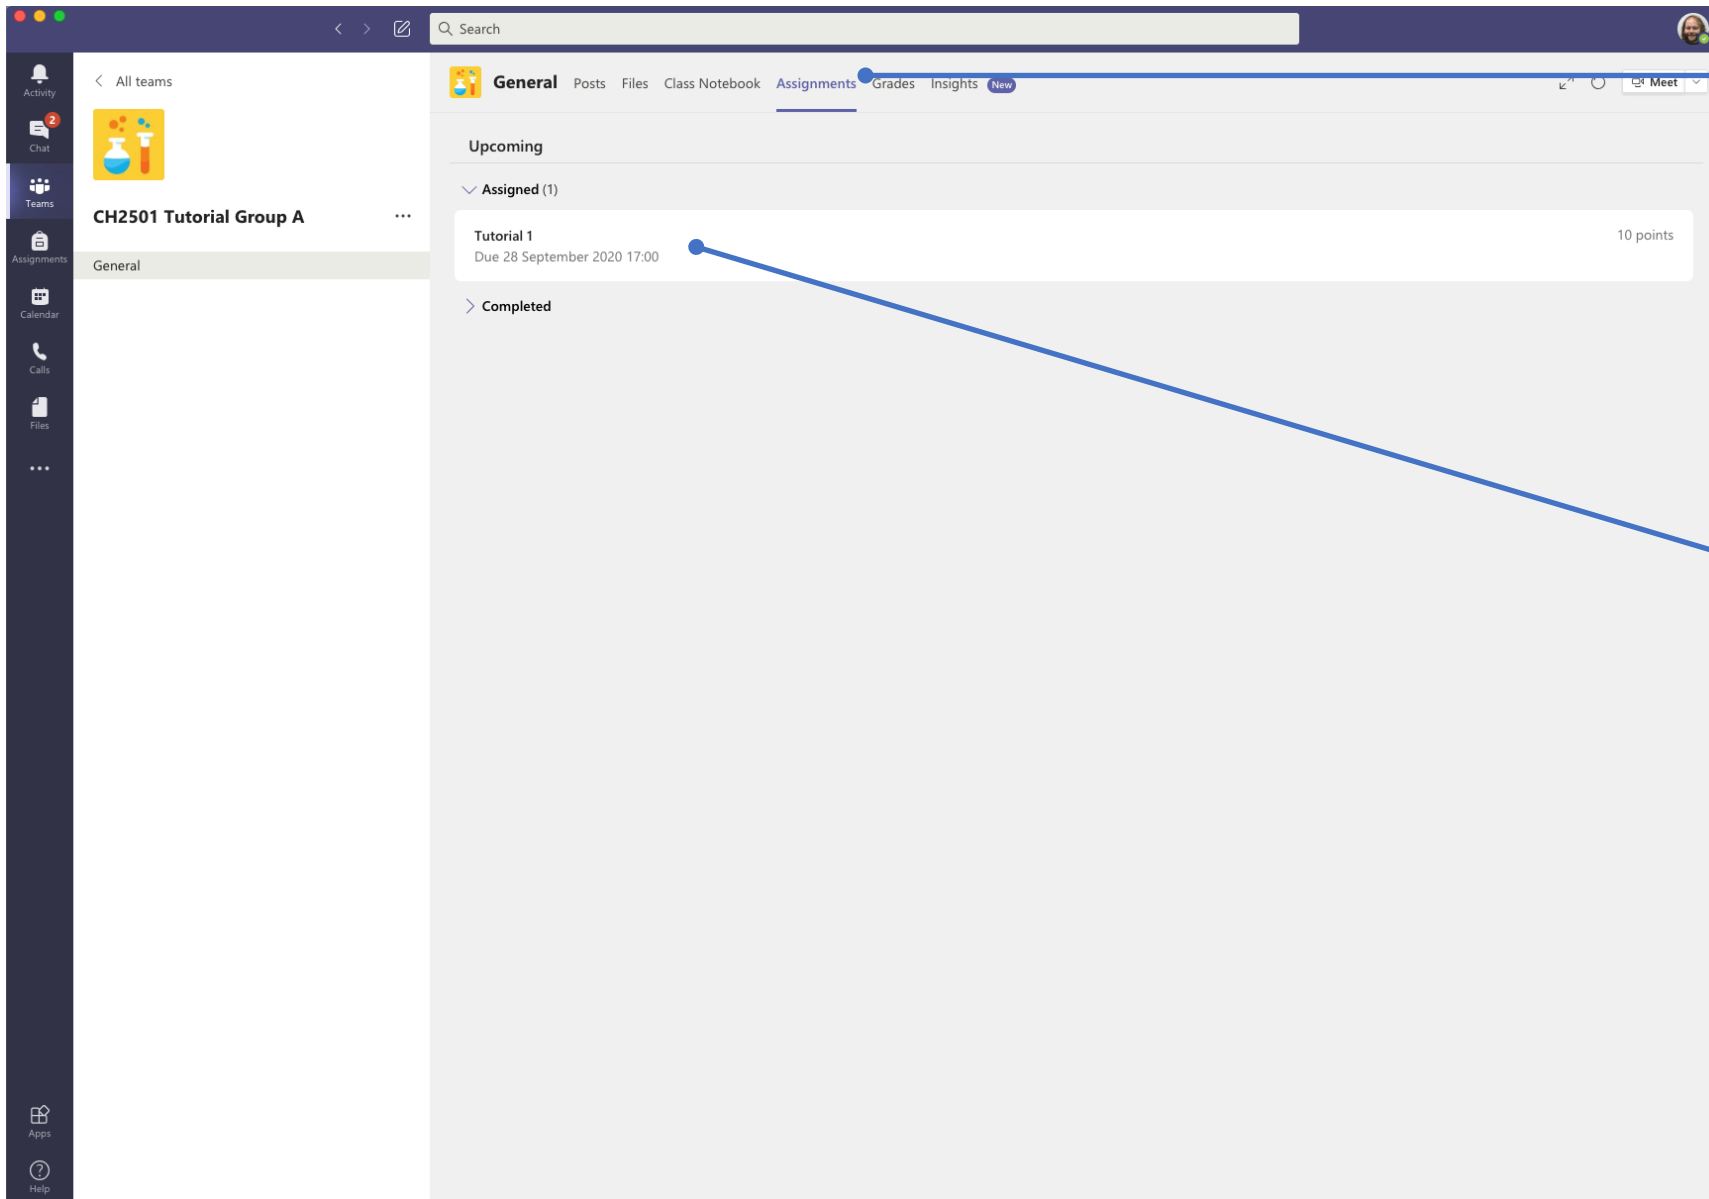 Search
Activity
2
Chat
Teams
Assignments
Calendar
Calls
Files
Apps
Help
All teams
CH2501 Tutorial Group A
General
General Posts Files Class Notebook Assignments Grades Insights New
Meet
Upcoming
Assigned (1)
Tutorial 1
10 points
Due 28 September 2020 17:00
Completed